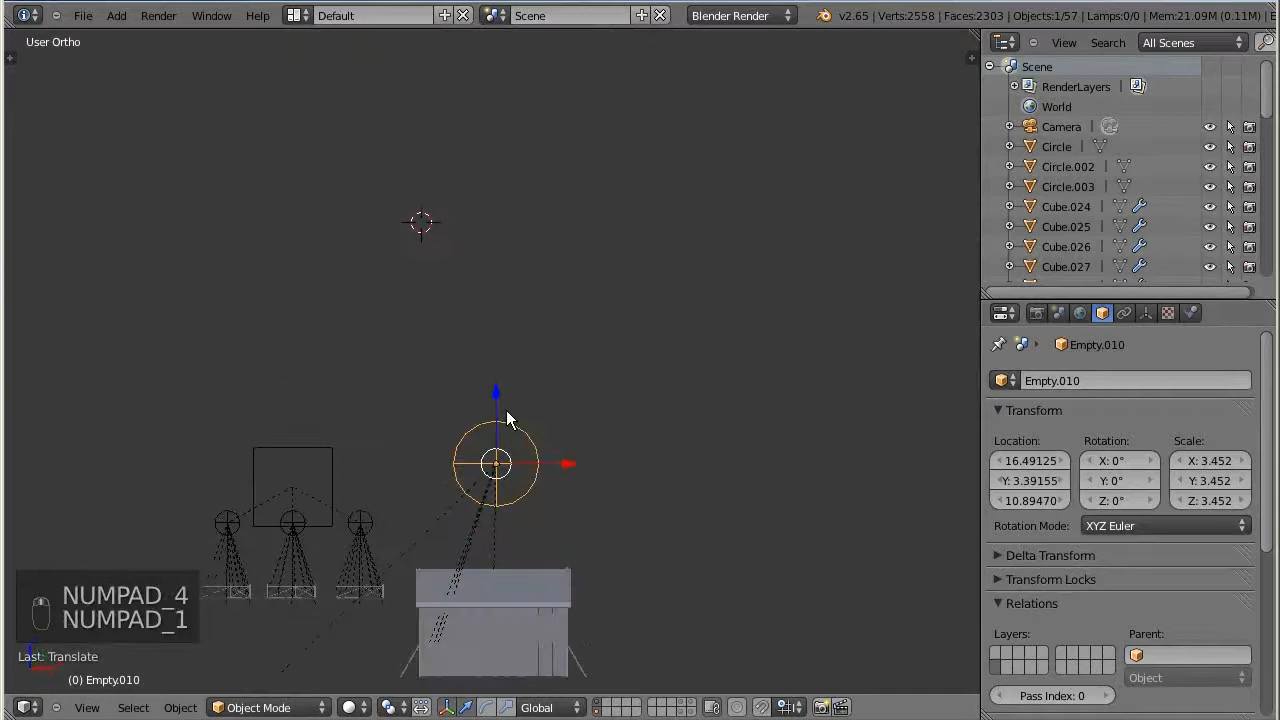 File Add Render Window Help Default Scene Blender Render v2.65 | Verts:2558 | Faces:2303 | Objects:1/57 | Lamps:0/0 | Mem:21.09M (0.11M) |
User Ortho
View Search All Scenes
Scene
RenderLayers |
World
Camera |
Circle |
Circle.002 |
Circle.003 |
Cube.024 |
Cube.025 |
Cube.026 |
Cube.027 |
Empty.010
Empty.010
Transform
Location: Rotation: Scale:
16.49125 X: 0° X: 3.452
Y: 3.39155 Y: 0° Y: 3.452
10.89470 Z: 0° Z: 3.452
Rotation Mode: XYZ Euler
Delta Transform
Transform Locks
Relations
Layers: Parent:
Object
Pass Index: 0
NUMPAD_4
NUMPAD_1
Last: Translate
(0) Empty.010
View Select Object Object Mode Global